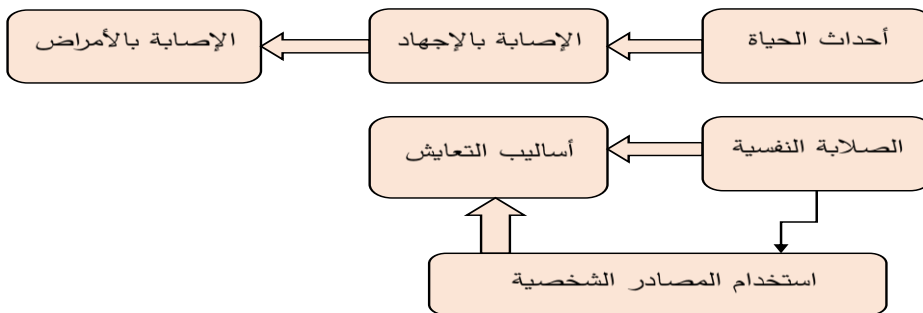 أحداث الحياة
الإصابة بالإجهاد
الإصابة بالأمراض
الصلابة النفسية
أساليب التعايش
استخدام المصادر الشخصية